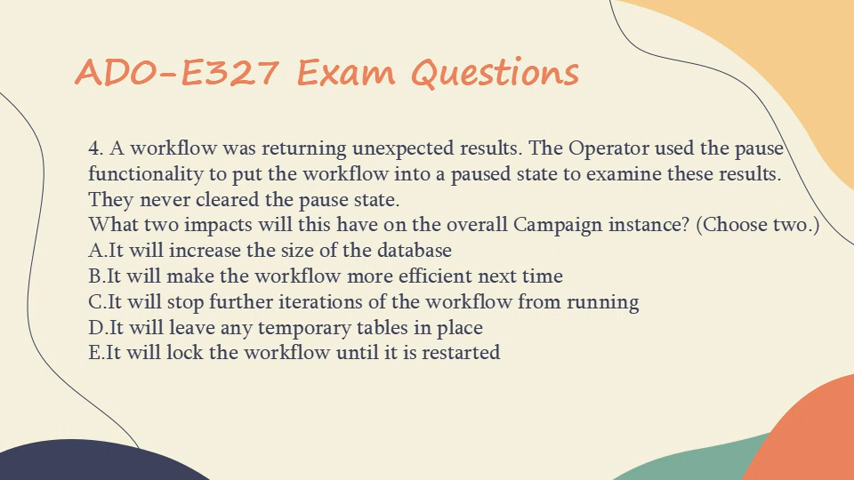 ADO-E327 Exam Questions
4. A workflow was returning unexpected results. The Operator used the pause
functionality to put the workflow into a paused state to examine these results.
They never cleared the pause state.
What two impacts will this have on the overall Campaign instance? (Choose two.)
A.It will increase the size of the database
B.It will make the workflow more efficient next time
C.It will stop further iterations of the workflow from running
D.It will leave any temporary tables in place
E.It will lock the workflow until it is restarted